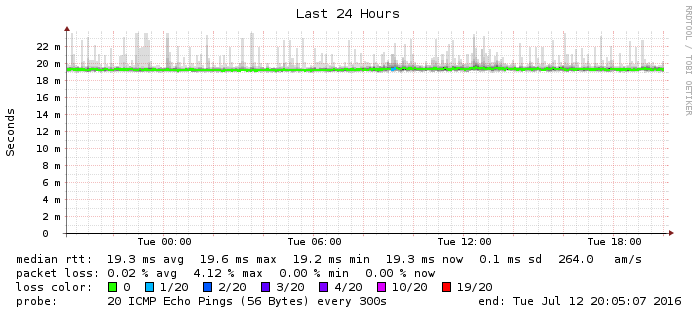 Last 24 Hours
RRDTOOL / TOBI OETIKER
Seconds
22 m
20 m
18 m
16 m
14 m
12 m
10 m
8 m
6 m
4 m
2 m
0
Tue 00:00 Tue 06:00 Tue 12:00 Tue 18:00
median rtt: 19.3 ms avg 19.6 ms max 19.2 ms min 19.3 ms now 0.1 ms sd 264.0 am/s
packet loss: 0.02 % avg 4.12 % max 0.00 % min 0.00 % now
loss color: 0 1/20 2/20 3/20 4/20 10/20 19/20
probe: 20 ICMP Echo Pings (56 Bytes) every 300s end: Tue Jul 12 20:05:07 2016